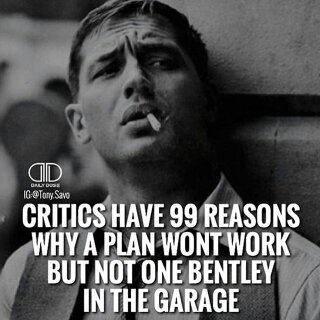 DAILY DOSE
IG:@Tony.Savo
CRITICS HAVE 99 REASONS
WHY A PLAN WONT WORK
BUT NOT ONE BENTLEY
IN THE GARAGE